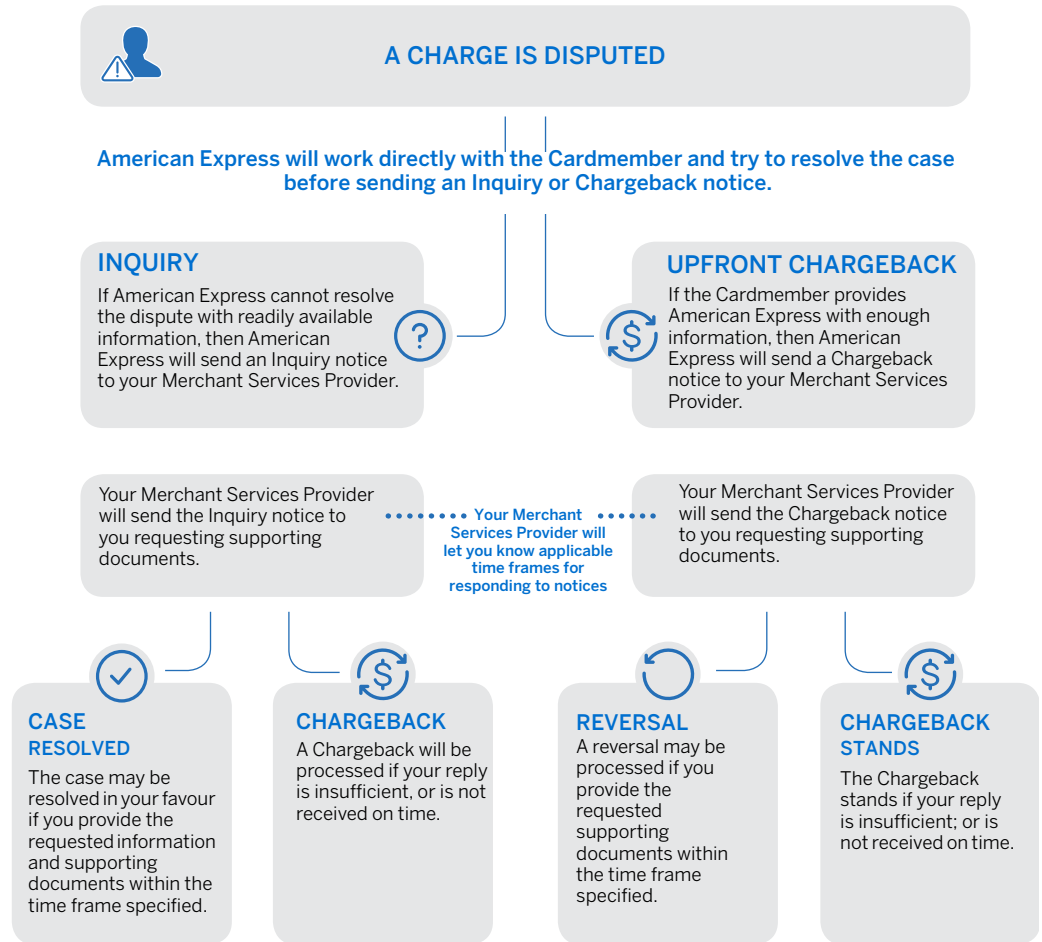 A CHARGE IS DISPUTED
American Express will work directly with the Cardmember and try to resolve the case
before sending an Inquiry or Chargeback notice.
INQUIRY
If American Express cannot resolve
the dispute with readily available
information, then American
Express will send an Inquiry notice
to your Merchant Services Provider.
?
UPFRONT CHARGEBACK
If the Cardmember provides
American Express with enough
information, then American
Express will send a Chargeback
notice to your Merchant Services
Provider.
$
Your Merchant Services Provider
will send the Inquiry notice to
you requesting supporting
documents.
Your Merchant
Services Provider will
let you know applicable
time frames for
responding to notices
Your Merchant Services Provider
will send the Chargeback notice
to you requesting supporting
documents.
CASE
RESOLVED
The case may be
resolved in your favour
if you provide the
requested information
and supporting
documents within the
time frame specified.
$
CHARGEBACK
A Chargeback will be
processed if your reply
is insufficient, or is not
received on time.
REVERSAL
A reversal may be
processed if you
provide the
requested
supporting
documents within
the time frame
specified.
$
CHARGEBACK
STANDS
The Chargeback
stands if your reply
is insufficient; or is
not received on time.